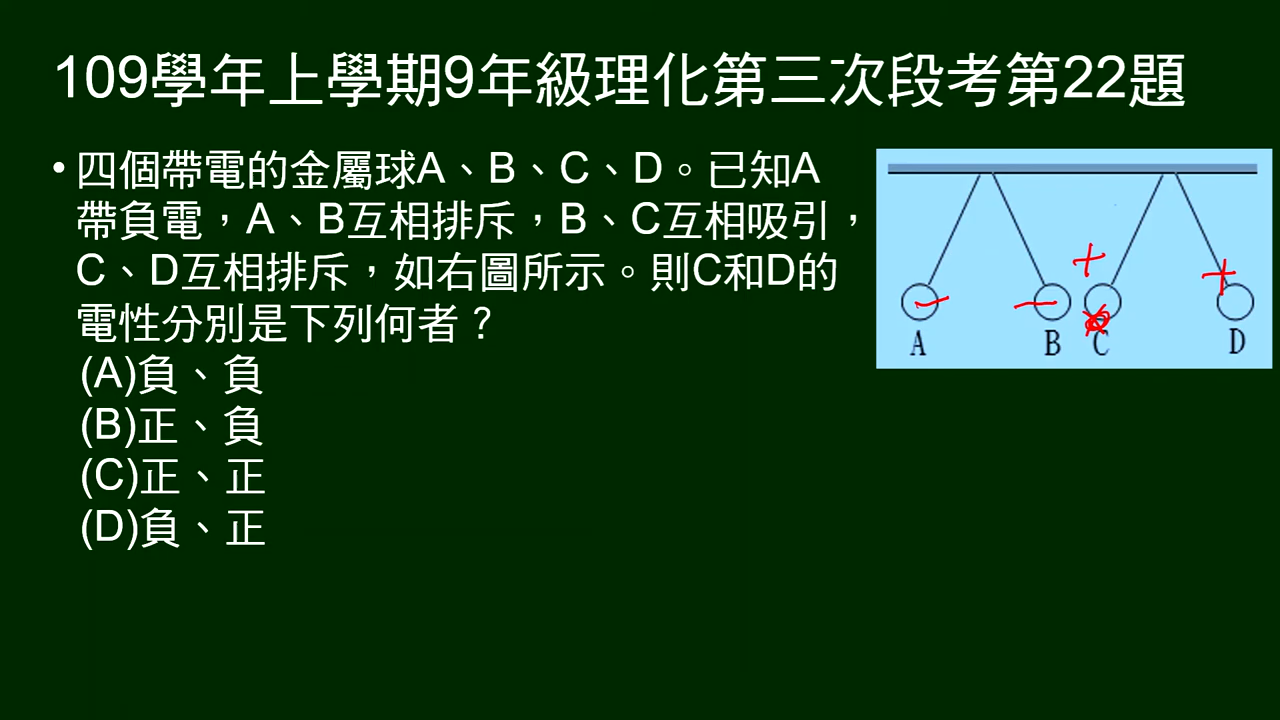 109學年上學期9年級理化第三次段考第22題
•四個帶電的金屬球A、B、C、D。已知A
帶負電，A、B互相排斥，B、C互相吸引，
C、D互相排斥，如右圖所示。則C和D的
電性分別是下列何者？
(A)負、負
(B)正、負
(C)正、正
(D)負、正
+ +
− −
A B C D